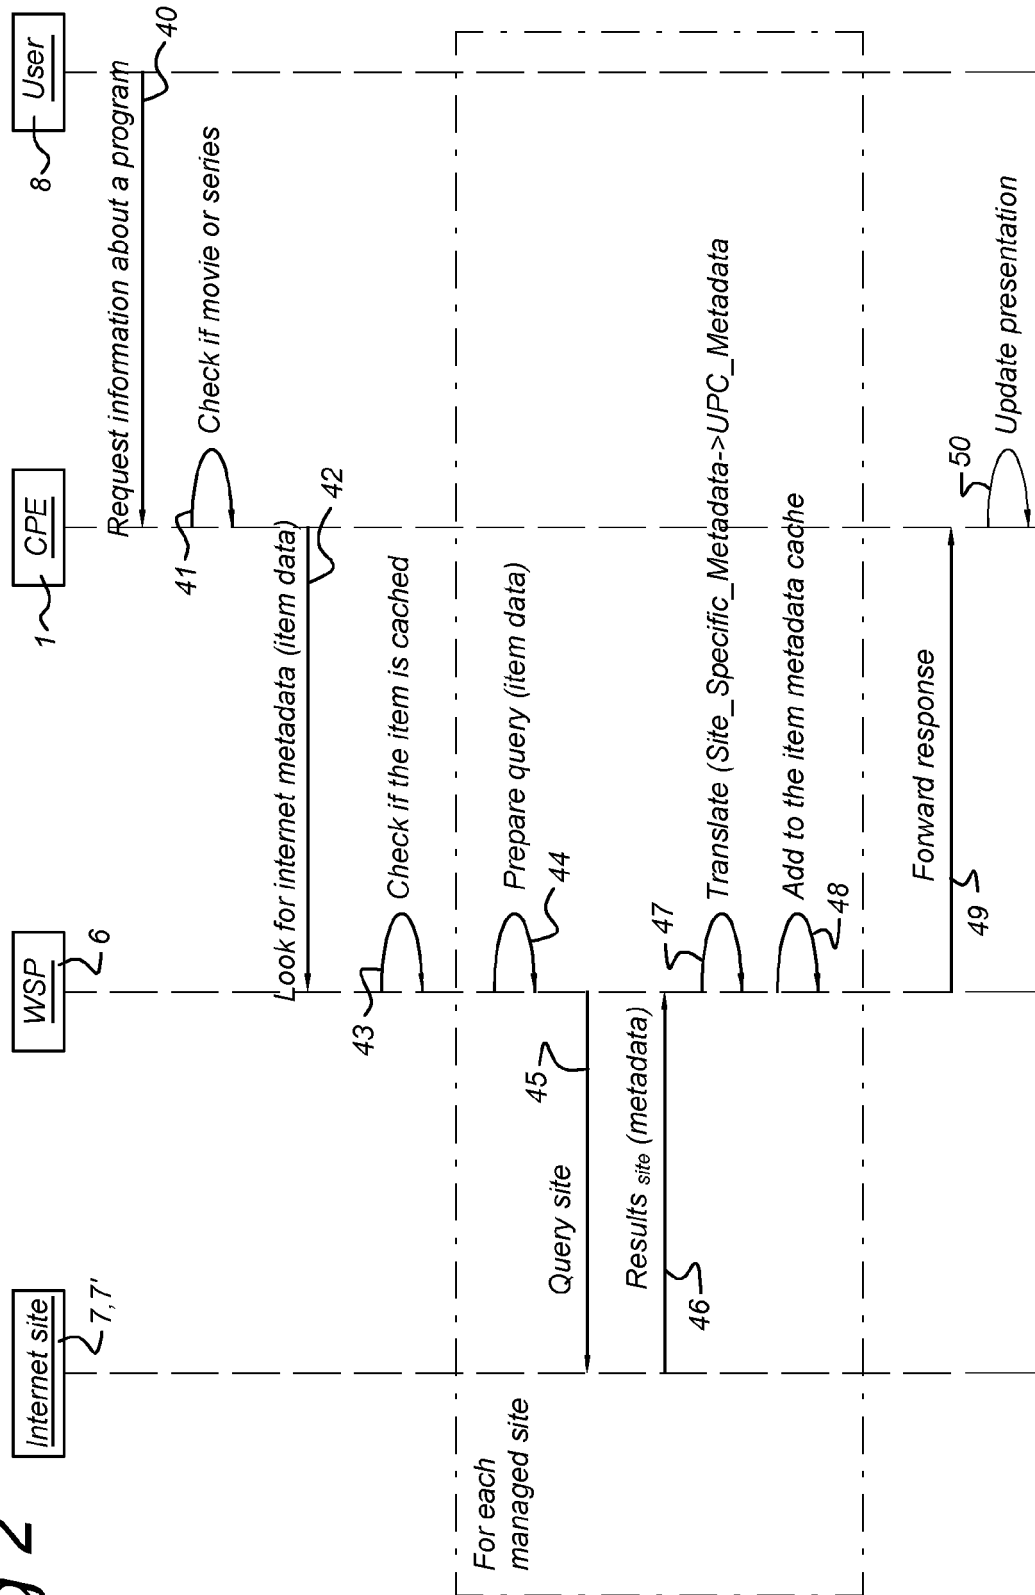 g 2
Internet site
7,7'
WSP
6
1
CPE
8
User
Request information about a program
40
41
Check if movie or series
Look for internet metadata (item data)
42
43
Check if the item is cached
For each
managed site
Prepare query (item data)
44
45
Query site
Results site (metadata)
46
47
Translate (Site_Specific_Metadata->UPC_Metadata
Add to the item metadata cache
48
Forward response
49
50
Update presentation